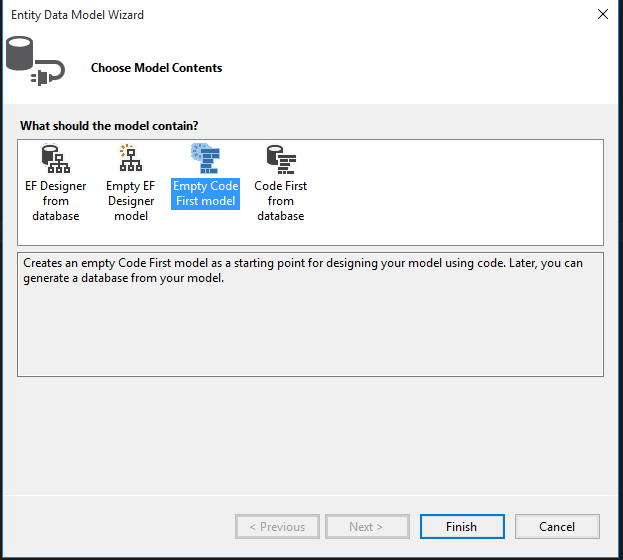 Entity Data Model Wizard
Choose Model Contents
What should the model contain?
EF Designer
from
database
Empty EF
Designer
model
Empty Code
First model
Code First
from
database
Creates an empty Code First model as a starting point for designing your model using code. Later, you can
generate a database from your model.
< Previous
Next >
Finish
Cancel